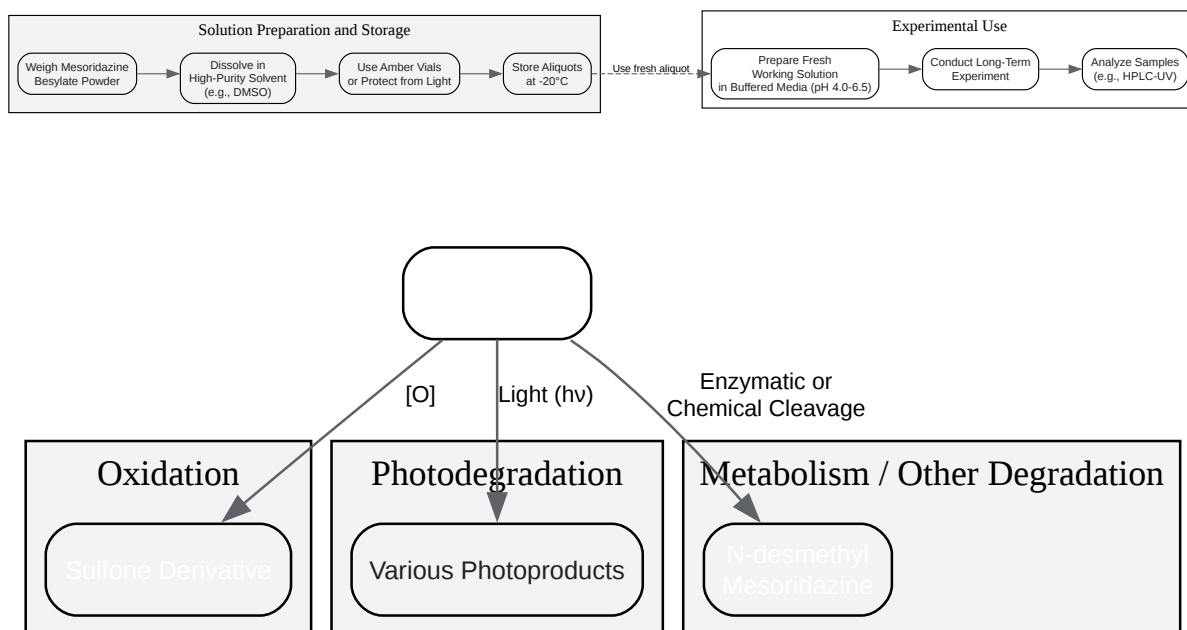 Solution Preparation and Storage
Weigh Mesoridazine
Besylate Powder
Dissolve in
High-Purity Solvent
(e.g., DMSO)
Use Amber Vials
or Protect from Light
Store Aliquots
at -20°C
Use fresh aliquot
Experimental Use
Prepare Fresh
Working Solution
in Buffered Media (pH 4.0-6.5)
Conduct Long-Term
Experiment
Analyze Samples
(e.g., HPLC-UV)
[O]
Light (hν)
Enzymatic or
Chemical Cleavage
Oxidation
Sulfone Derivative
Photodegradation
Various Photoproducts
Metabolism / Other Degradation
N-desmethyl
Mesoridazine